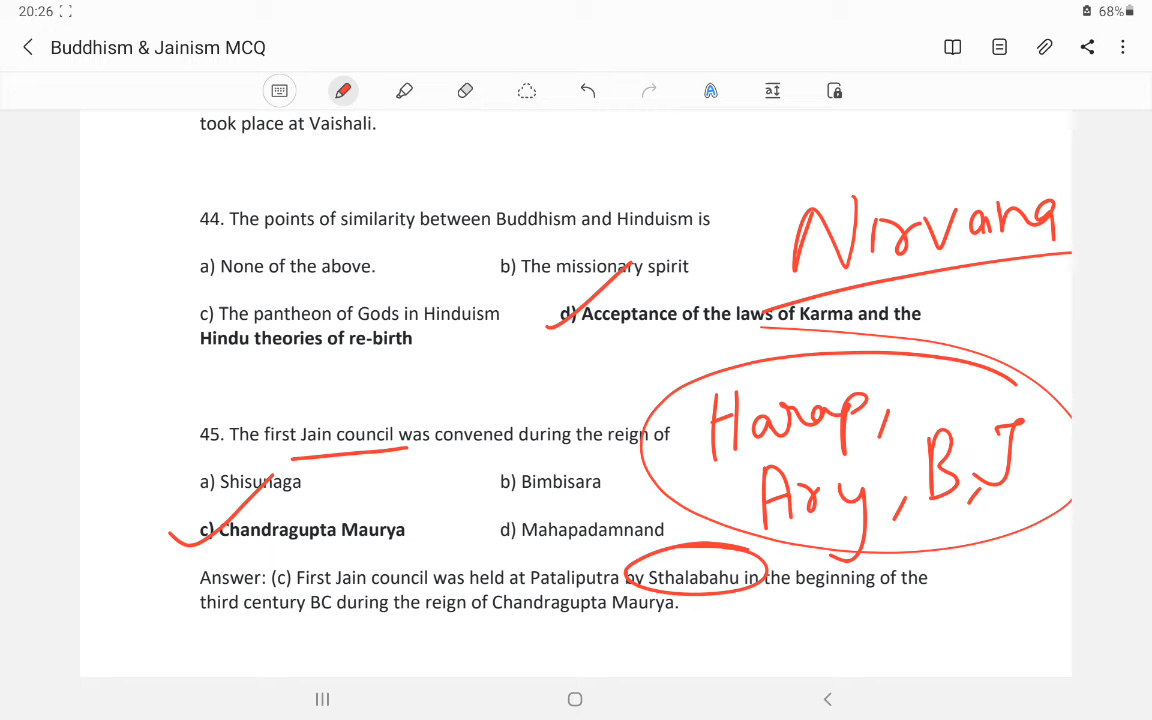 20:26
68%
Buddhism & Jainism MCQ
took place at Vaishali.
44. The points of similarity between Buddhism and Hinduism is
Nirvana
a) None of the above. b) The missionary spirit
c) The pantheon of Gods in Hinduism d) Acceptance of the laws of Karma and the
Hindu theories of re-birth
Harap,
Ary, B, J
45. The first Jain council was convened during the reign of
a) Shisunaga b) Bimbisara
c) Chandragupta Maurya d) Mahapadamnand
Answer: (c) First Jain council was held at Pataliputra by Sthalabahu in the beginning of the
third century BC during the reign of Chandragupta Maurya.